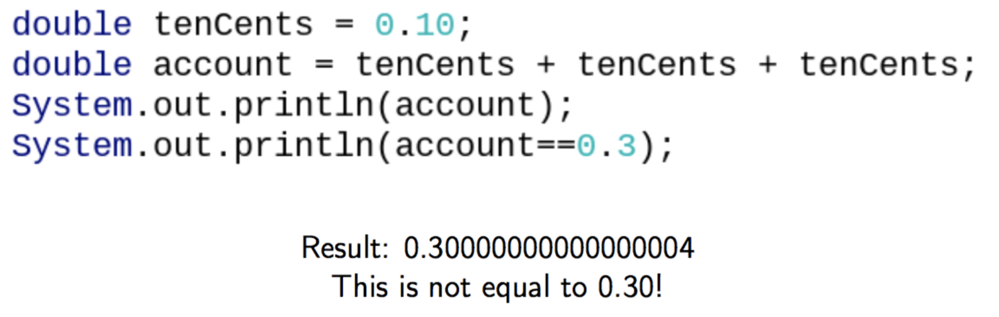 double tenCents = 0.10;
double account = tenCents + tenCents + tenCents;
System.out.println(account);
System.out.println(account==0.3);
Result: 0.30000000000000004
This is not equal to 0.30!